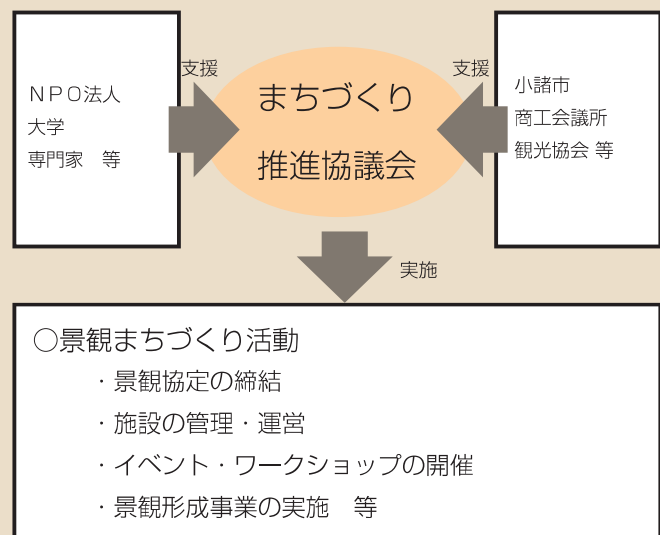 ＮＰＯ法人
大学
専門家　等
支援
まちづくり
推進協議会
支援
小諸市
商工会議所
観光協会 等
実施
○景観まちづくり活動
・景観協定の締結
・施設の管理・運営
・イベント・ワークショップの開催
・景観形成事業の実施　等